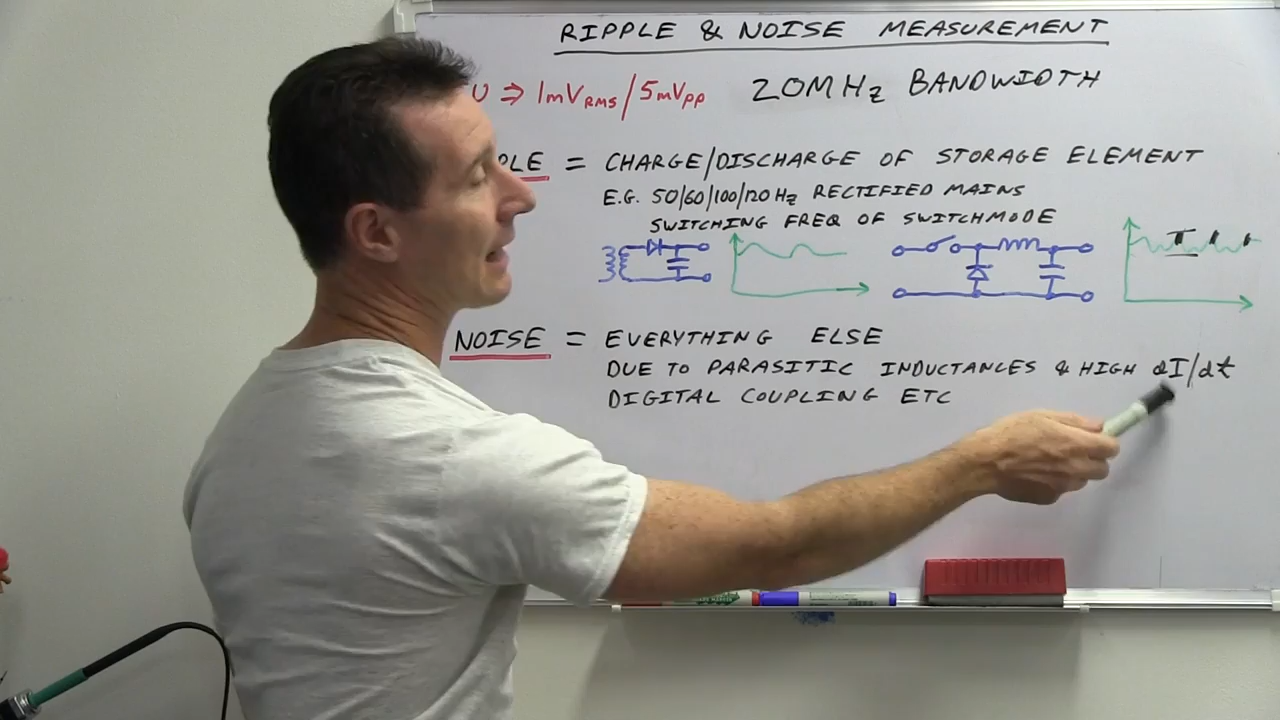 RIPPLE & NOISE MEASUREMENT
⇒ 1mVRMS/5mVPP 20MHz BANDWIDTH
PLE = CHARGE/DISCHARGE OF STORAGE ELEMENT
E.G. 50/60/100/120Hz RECTIFIED MAINS
SWITCHING FREQ OF SWITCHMODE
NOISE = EVERYTHING ELSE
DUE TO PARASITIC INDUCTANCES & HIGH dI/dt
DIGITAL COUPLING ETC